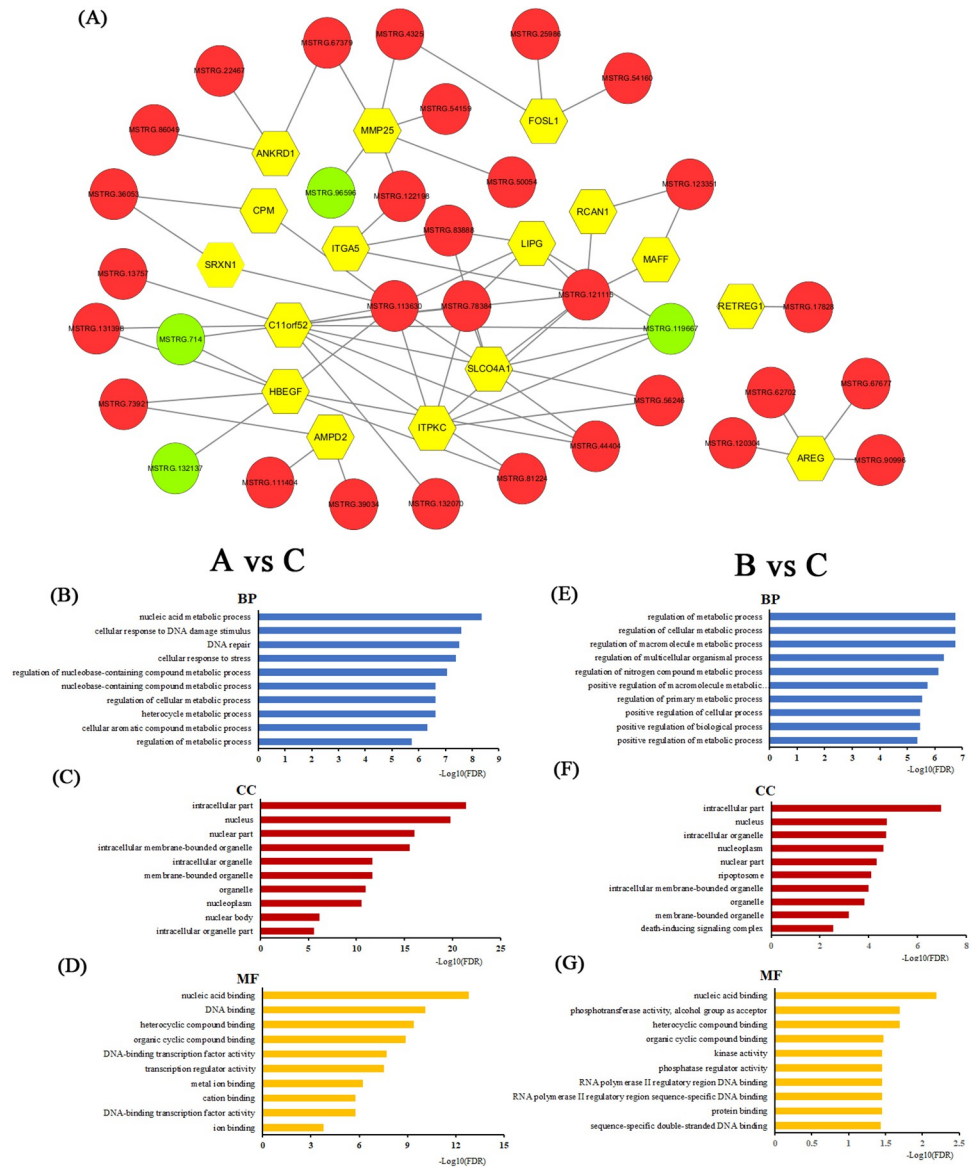 (A)
MSTRG.67379
MSTRG.4325
MSTRG.25986
MSTRG.22467
MSTRG.54160
MSTRG.54159
FOSL1
MSTRG.86049
MMP25
ANKRD1
MSTRG.96596
MSTRG.50054
MSTRG.123351
MSTRG.36053
MSTRG.122198
CPM
RCAN1
MSTRG.83888
ITGA5
LIPG
SRXN1
MAFF
MSTRG.13757
MSTRG.113630
MSTRG.78384
MSTRG.121115
RETREG1
MSTRG.17828
MSTRG.131396
C11orf52
MSTRG.714
MSTRG.119667
SLCO4A1
HBEGF
MSTRG.62702
MSTRG.67677
MSTRG.73921
MSTRG.56246
AMPD2
ITPKC
MSTRG.44404
MSTRG.120304
AREG
MSTRG.90996
MSTRG.132137
MSTRG.111404
MSTRG.81224
MSTRG.39034
MSTRG.132070
A vs C
(B)
BP
nucleic acid metabolic process
cellular response to DNA damage stimulus
DNA repair
cellular response to stress
regulation of nucleobase-containing compound metabolic process
nucleobase-containing compound metabolic process
regulation of cellular metabolic process
heterocycle metabolic process
cellular aromatic compound metabolic process
regulation of metabolic process
0 1 2 3 4 5 6 7 8 9
-Log10(FDR)
(C)
CC
intracellular part
nucleus
nuclear part
intracellular membrane-bounded organelle
intracellular organelle
membrane-bounded organelle
organelle
nucleoplasm
nuclear body
intracellular organelle part
0 5 10 15 20 25
-Log10(FDR)
(D)
MF
nucleic acid binding
DNA binding
heterocyclic compound binding
organic cyclic compound binding
DNA-binding transcription factor activity
transcription regulator activity
metal ion binding
cation binding
DNA-binding transcription factor activity
ion binding
0 3 6 9 12 15
-Log10(FDR)
B vs C
(E)
BP
regulation of metabolic process
regulation of cellular metabolic process
regulation of macromolecule metabolic process
regulation of multicellular organismal process
regulation of nitrogen compound metabolic process
positive regulation of macromolecule metabolic...
regulation of primary metabolic process
positive regulation of cellular process
positive regulation of biological process
positive regulation of metabolic process
0 1 2 3 4 5 6 7
-Log10(FDR)
(F)
CC
intracellular part
nucleus
intracellular organelle
nucleoplasm
nuclear part
ripoptosome
intracellular membrane-bounded organelle
organelle
membrane-bounded organelle
death-inducing signaling complex
0 2 4 6 8
-Log10(FDR)
(G)
MF
nucleic acid binding
phosphotransferase activity, alcohol group as acceptor
heterocyclic compound binding
organic cyclic compound binding
kinase activity
phosphatase regulator activity
RNA polymerase II regulatory region DNA binding
RNA polymerase II regulatory region sequence-specific DNA binding
protein binding
sequence-specific double-stranded DNA binding
0 0.5 1 1.5 2 2.5
-Log10(FDR)